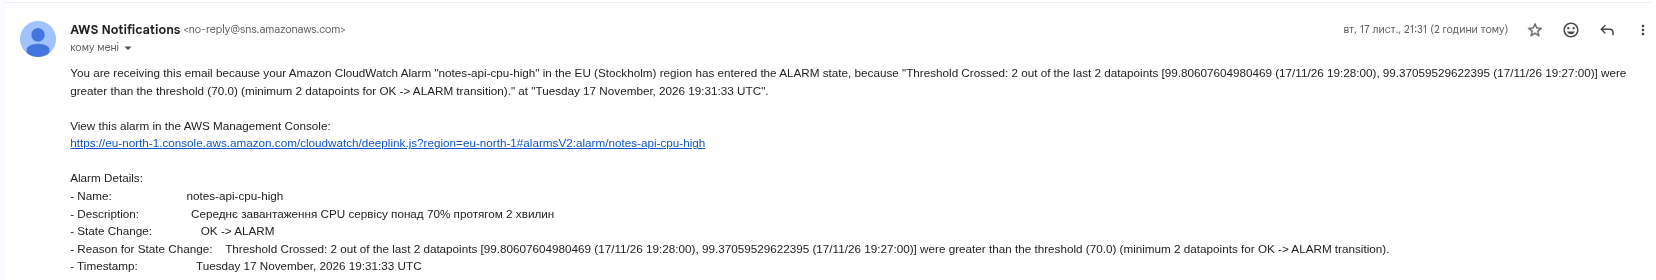 AWS Notifications <no-reply@sns.amazonaws.com> вт, 17 лист., 21:31 (2 години тому)
кому мені
You are receiving this email because your Amazon CloudWatch Alarm "notes-api-cpu-high" in the EU (Stockholm) region has entered the ALARM state, because "Threshold Crossed: 2 out of the last 2 datapoints [99.80607604980469 (17/11/26 19:28:00), 99.37059529622395 (17/11/26 19:27:00)] were
greater than the threshold (70.0) (minimum 2 datapoints for OK -> ALARM transition)." at "Tuesday 17 November, 2026 19:31:33 UTC".
View this alarm in the AWS Management Console:
https://eu-north-1.console.aws.amazon.com/cloudwatch/deeplink.js?region=eu-north-1#alarmsV2:alarm/notes-api-cpu-high
Alarm Details:
- Name: notes-api-cpu-high
- Description: Середнє завантаження CPU сервісу понад 70% протягом 2 хвилин
- State Change: OK -> ALARM
- Reason for State Change: Threshold Crossed: 2 out of the last 2 datapoints [99.80607604980469 (17/11/26 19:28:00), 99.37059529622395 (17/11/26 19:27:00)] were greater than the threshold (70.0) (minimum 2 datapoints for OK -> ALARM transition).
- Timestamp: Tuesday 17 November, 2026 19:31:33 UTC